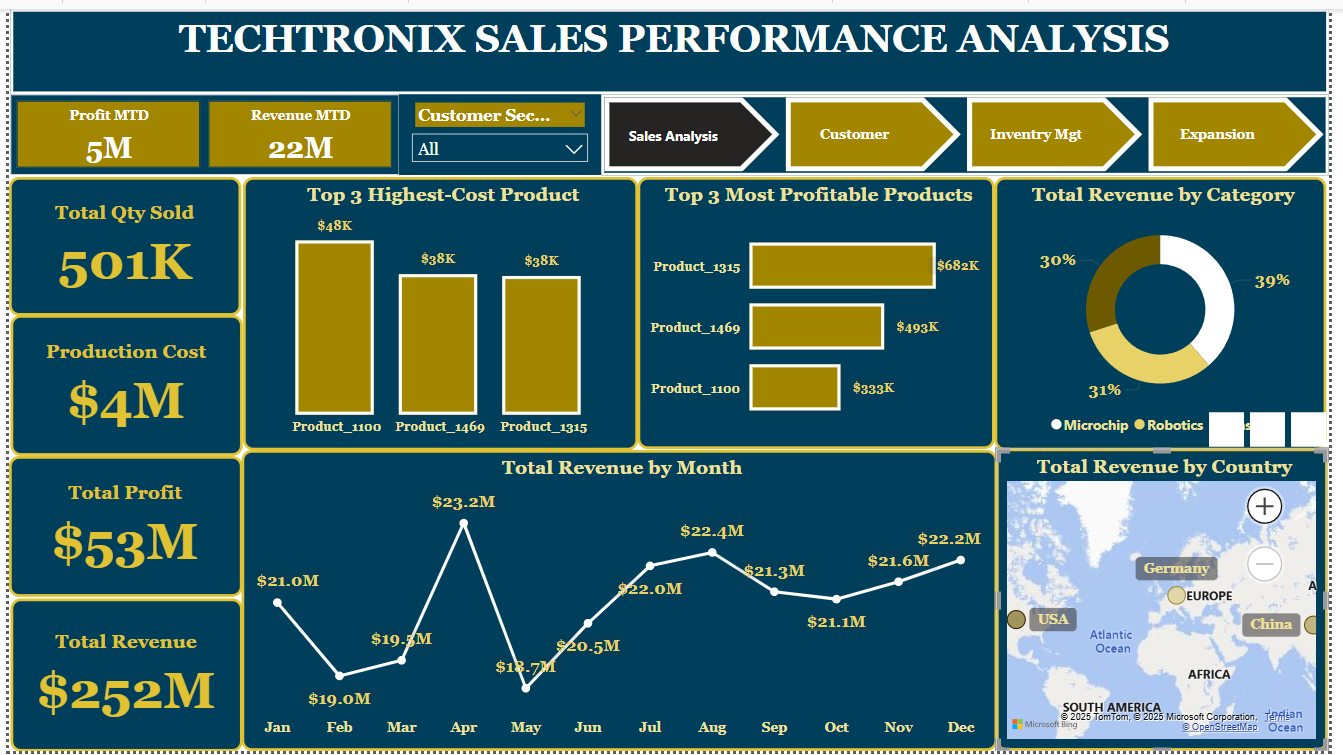 TECHTRONIX SALES PERFORMANCE ANALYSIS
Profit MTD
5M
Revenue MTD
22M
Customer Sec...
All
Sales Analysis
Customer
Inventry Mgt
Expansion
Total Qty Sold
501K
Production Cost
$4M
Total Profit
$53M
Total Revenue
$252M
Top 3 Highest-Cost Product
$48K
$38K
$38K
Product_1100 Product_1469 Product_1315
Top 3 Most Profitable Products
Product_1315 $682K
Product_1469 $493K
Product_1100 $333K
Total Revenue by Category
30%
39%
31%
Microchip Robotics
Total Revenue by Month
$21.0M
$19.0M
$19.5M
$23.2M
$18.7M
$20.5M
$22.0M
$22.4M
$21.3M
$21.1M
$21.6M
$22.2M
Jan Feb Mar Apr May Jun Jul Aug Sep Oct Nov Dec
Total Revenue by Country
Germany
EUROPE
USA
China
Atlantic
Ocean
AFRICA
SOUTH AMERICA
© 2025 TomTom, © 2025 Microsoft Corporation, Terms
© OpenStreetMap
Indian
Ocean
Microsoft Bing